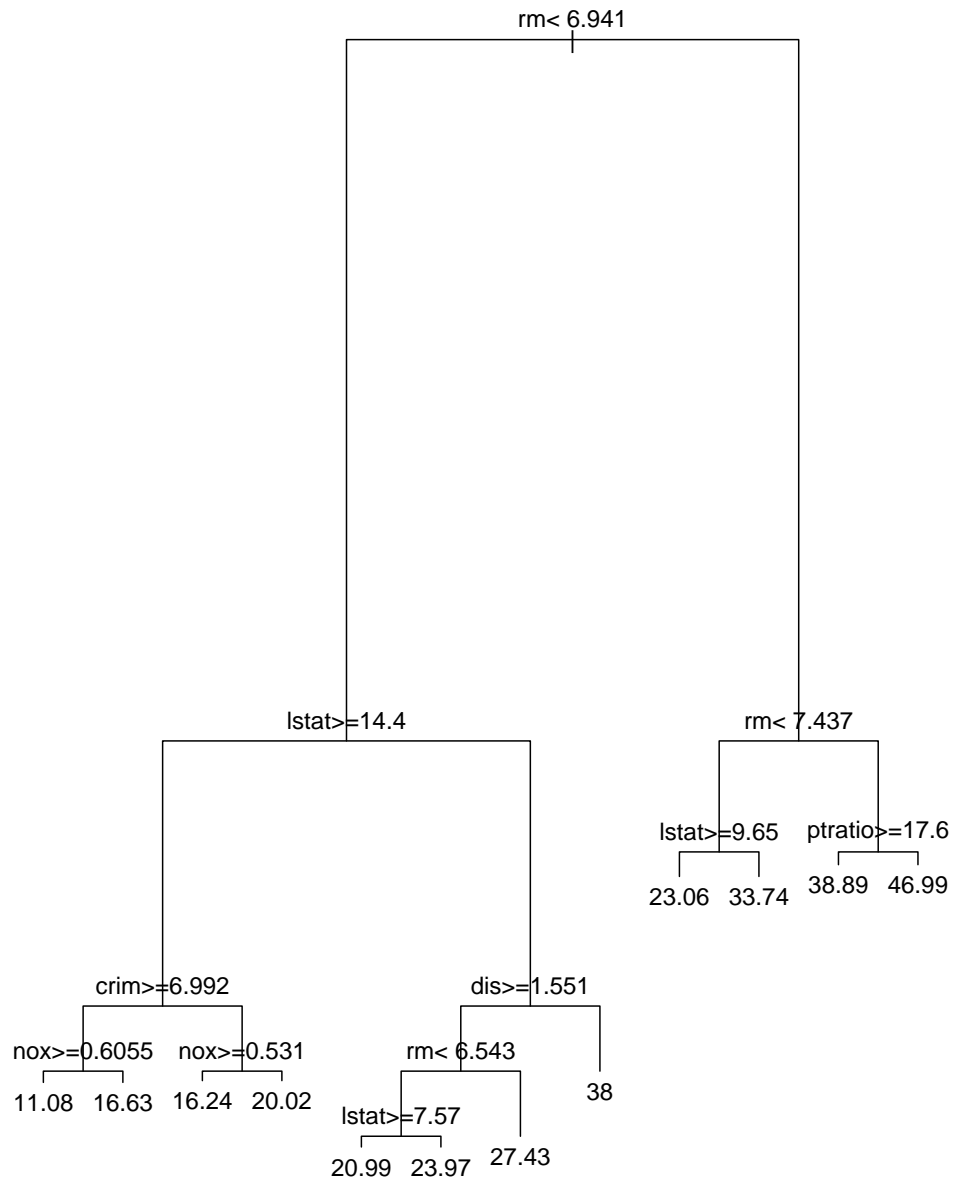 rm< 6.941
lstat>=14.4
rm< 7.437
lstat>=9.65
ptratio>=17.6
23.06
33.74
38.89
46.99
crim>=6.992
dis>=1.551
nox>=0.6055
nox>=0.531
rm< 6.543
11.08
16.63
16.24
20.02
38
lstat>=7.57
20.99
23.97
27.43